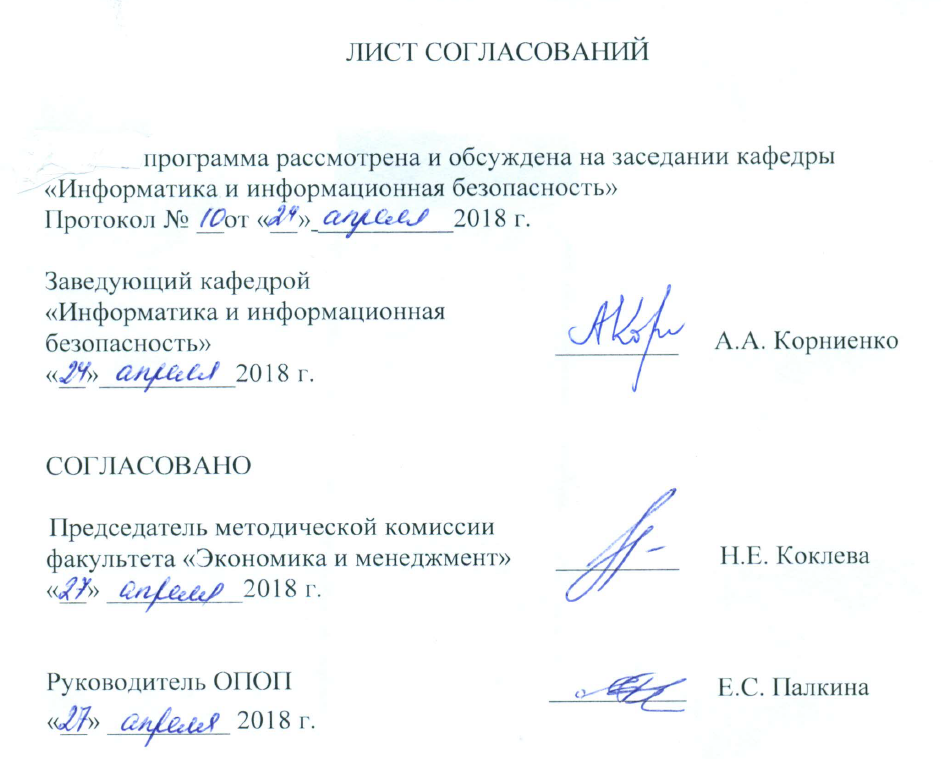 ЛИСТ СОГЛАСОВАНИЙ
программа рассмотрена и обсуждена на заседании кафедры
«Информатика и информационная безопасность»
Протокол № 10 от «24» апреля 2018 г.
Заведующий кафедрой
«Информатика и информационная
безопасность» А.А. Корниенко
«24» апреля 2018 г.
СОГЛАСОВАНО
Председатель методической комиссии
факультета «Экономика и менеджмент» Н.Е. Коклева
«27» апреля 2018 г.
Руководитель ОПОП Е.С. Палкина
«27» апреля 2018 г.